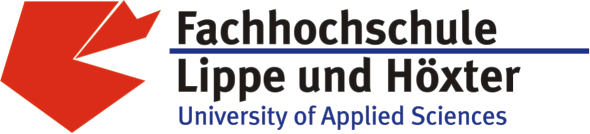 Fachhochschule
Lippe und Höxter
University of Applied Sciences